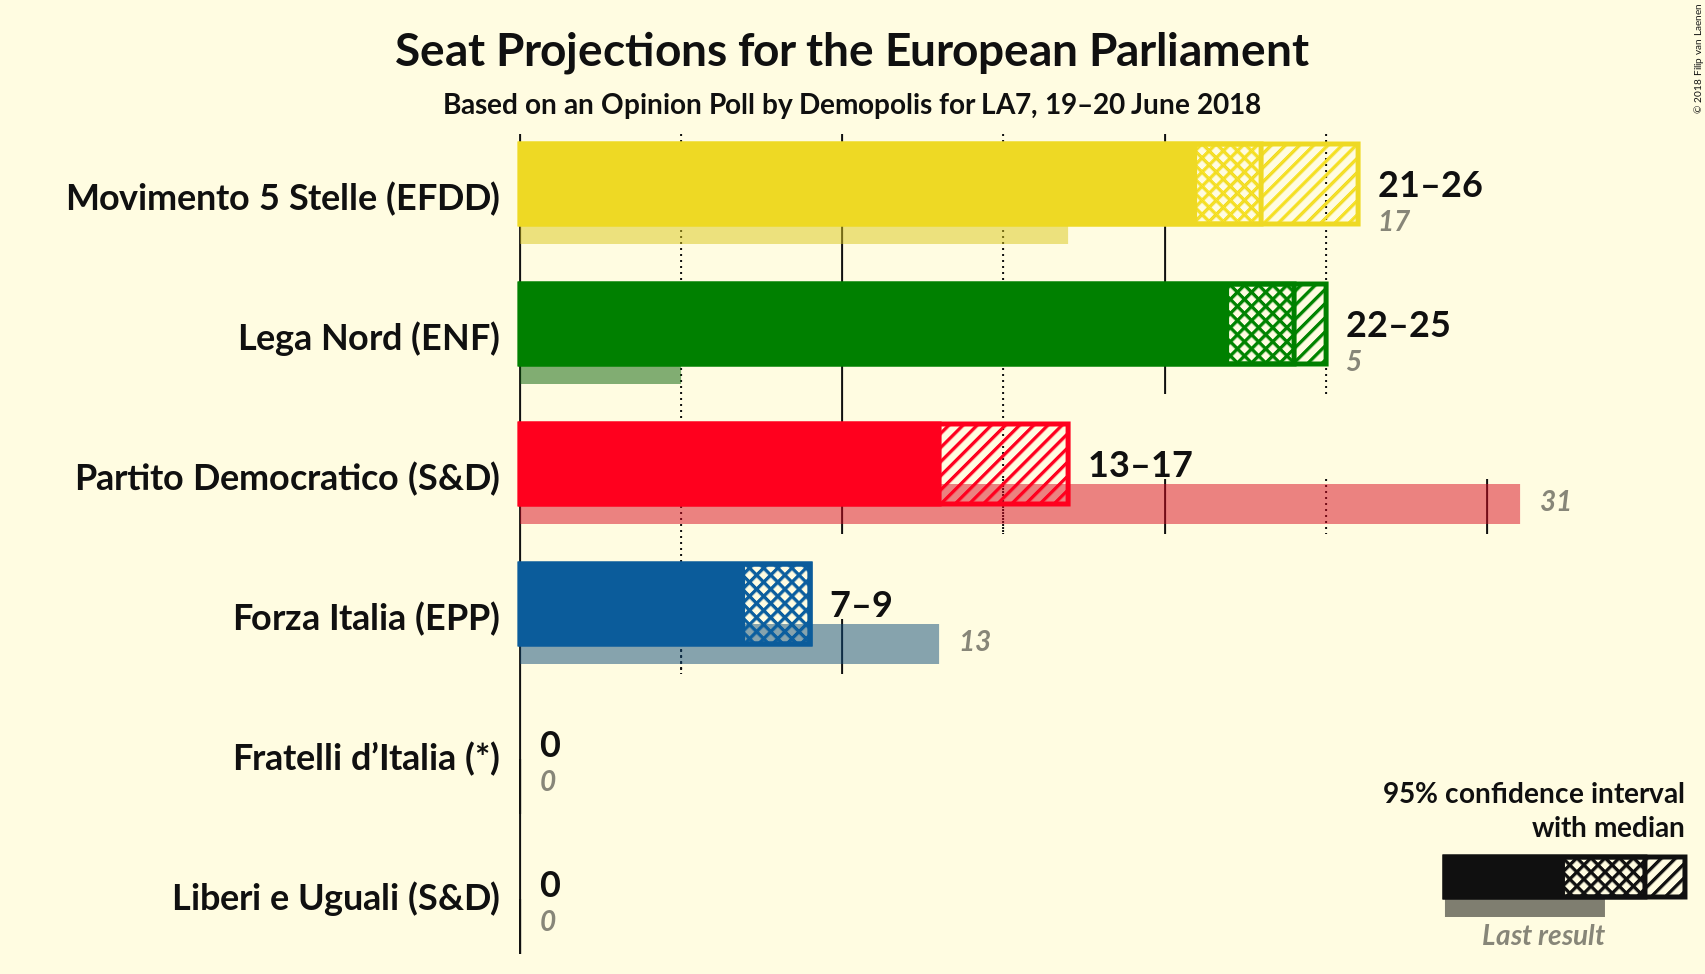 Seat Projections for the European Parliament
Based on an Opinion Poll by Demopolis for LA7, 19–20 June 2018
© 2018 Filip van Laenen
Movimento 5 Stelle (EFDD)
21–26
17
Lega Nord (ENF)
22–25
5
Partito Democratico (S&D)
13–17
31
Forza Italia (EPP)
7–9
13
Fratelli d’Italia (*)
0
0
Liberi e Uguali (S&D)
0
0
95% confidence interval
with median
Last result